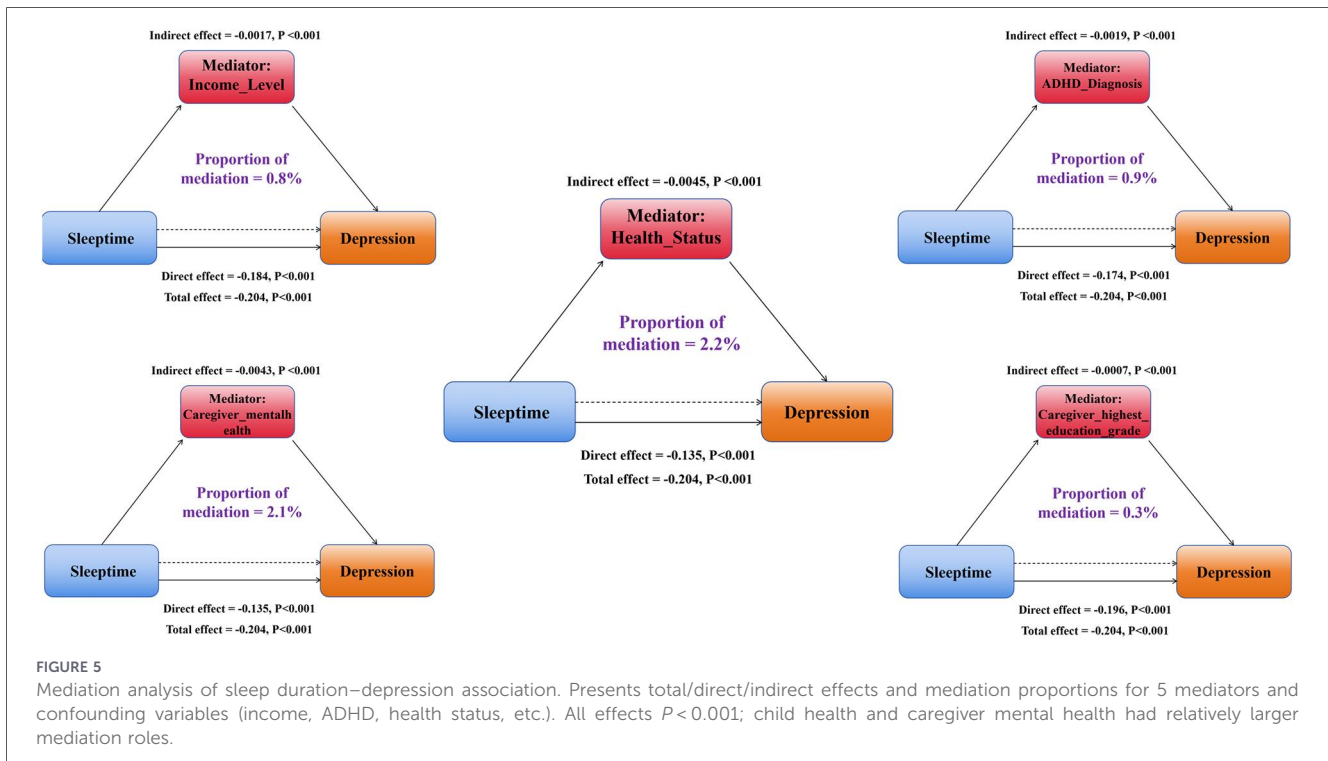 Indirect effect = -0.0017, P <0.001
Mediator:
Income_Level
Proportion of
mediation = 0.8%
Sleeptime
Depression
Direct effect = -0.184, P<0.001
Total effect = -0.204, P<0.001
Indirect effect = -0.0019, P <0.001
Mediator:
ADHD_Diagnosis
Proportion of
mediation = 0.9%
Sleeptime
Depression
Direct effect = -0.174, P<0.001
Total effect = -0.204, P<0.001
Indirect effect = -0.0045, P <0.001
Mediator:
Health_Status
Proportion of
mediation = 2.2%
Sleeptime
Depression
Direct effect = -0.135, P<0.001
Total effect = -0.204, P<0.001
Indirect effect = -0.0043, P <0.001
Mediator:
Caregiver_mentalh
ealth
Proportion of
mediation = 2.1%
Sleeptime
Depression
Direct effect = -0.135, P<0.001
Total effect = -0.204, P<0.001
Indirect effect = -0.0007, P <0.001
Mediator:
Caregiver_highest_
education_grade
Proportion of
mediation = 0.3%
Sleeptime
Depression
Direct effect = -0.196, P<0.001
Total effect = -0.204, P<0.001
FIGURE 5
Mediation analysis of sleep duration–depression association. Presents total/direct/indirect effects and mediation proportions for 5 mediators and
confounding variables (income, ADHD, health status, etc.). All effects P < 0.001; child health and caregiver mental health had relatively larger
mediation roles.